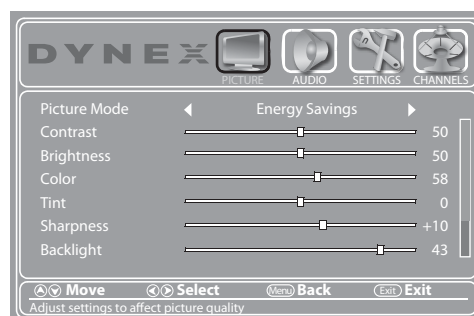 DYNEX
PICTURE AUDIO SETTINGS CHANNELS
Picture Mode Energy Savings
Contrast 50
Brightness 50
Color 58
Tint 0
Sharpness +10
Backlight 43
Move Select Menu Back Exit Exit
Adjust settings to affect picture quality